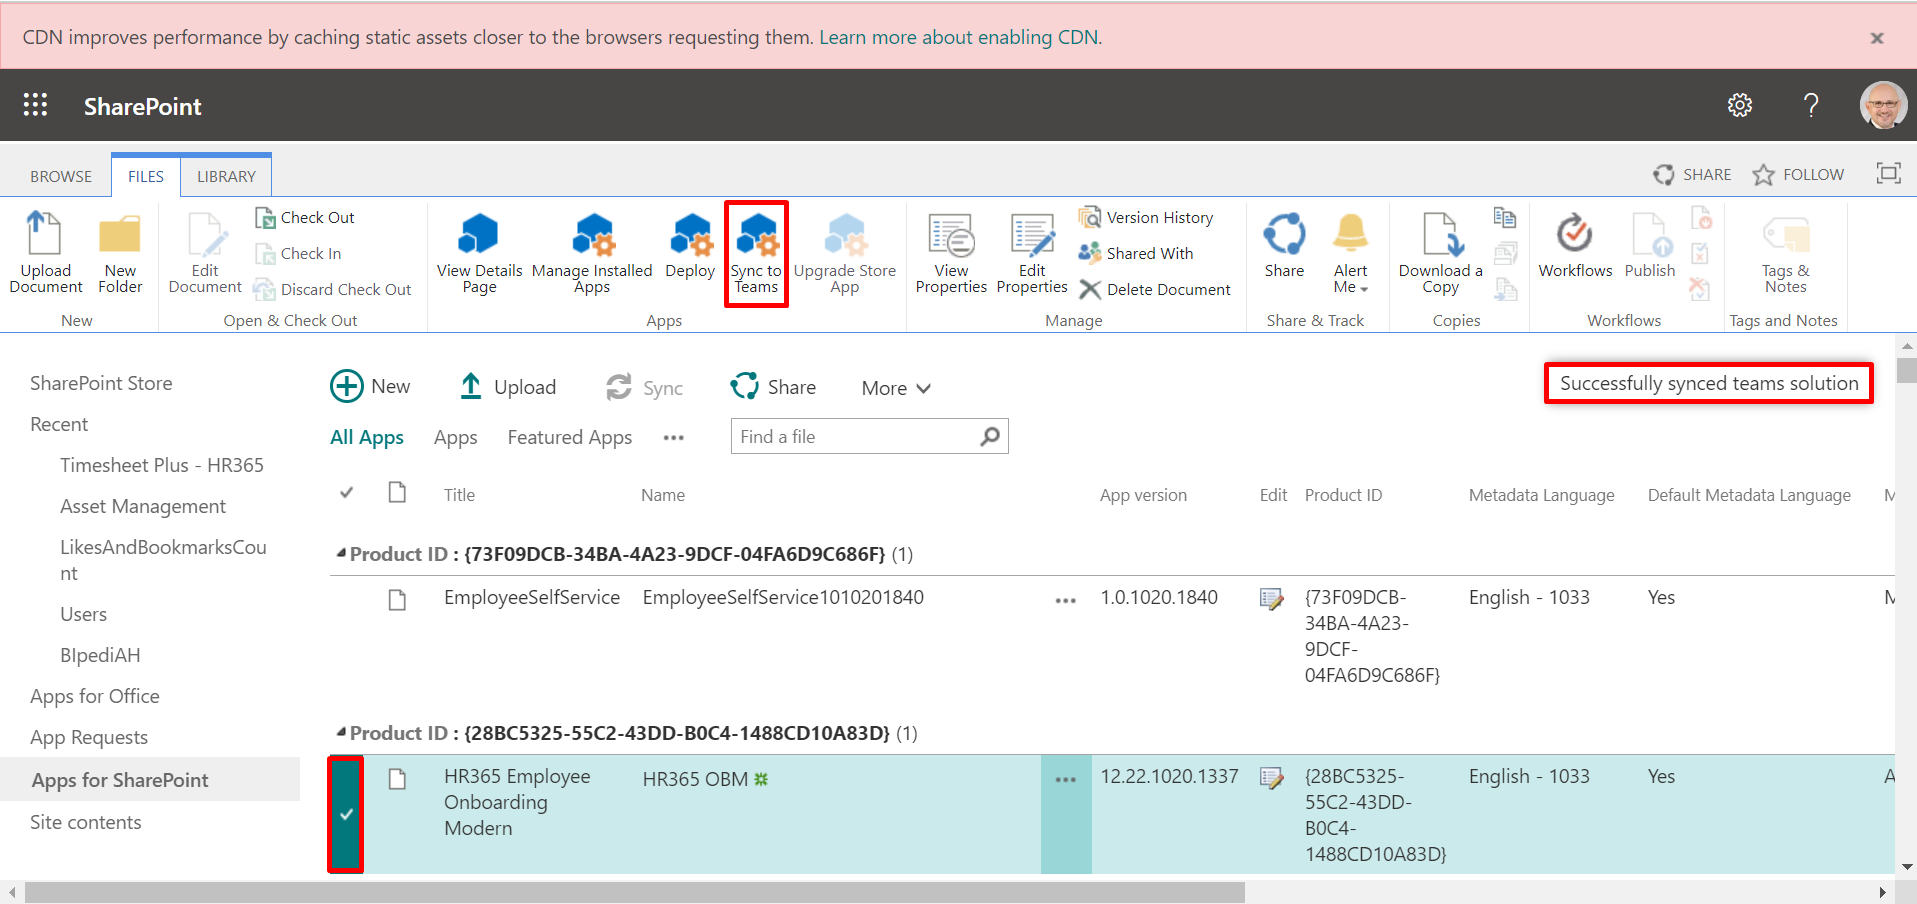 CDN improves performance by caching static assets closer to the browsers requesting them. Learn more about enabling CDN.
SharePoint
BROWSE FILES LIBRARY SHARE FOLLOW
Upload Document
New Folder
New
Edit Document
Check Out
Check In
Discard Check Out
Open & Check Out
View Details Page
Manage Installed Apps
Deploy
Sync to Teams
Upgrade Store App
Apps
View Properties
Edit Properties
Version History
Shared With
Delete Document
Manage
Share
Alert Me
Share & Track
Download a Copy
Copies
Workflows
Publish
Workflows
Tags & Notes
Tags and Notes
SharePoint Store
Recent
Timesheet Plus - HR365
Asset Management
LikesAndBookmarksCou
nt
Users
BIpediAH
Apps for Office
App Requests
Apps for SharePoint
Site contents
New Upload Sync Share More
Successfully synced teams solution
All Apps Apps Featured Apps ••• Find a file
Title Name App version Edit Product ID Metadata Language Default Metadata Language M
Product ID : {73F09DCB-34BA-4A23-9DCF-04FA6D9C686F} (1)
EmployeeSelfService EmployeeSelfService1010201840 ••• 1.0.1020.1840 {73F09DCB- English - 1033 Yes M
34BA-4A23-
9DCF-
04FA6D9C686F}
Product ID : {28BC5325-55C2-43DD-B0C4-1488CD10A83D} (1)
HR365 Employee HR365 OBM ••• 12.22.1020.1337 {28BC5325- English - 1033 Yes A
Onboarding 55C2-43DD-
Modern B0C4-
1488CD10A83D}